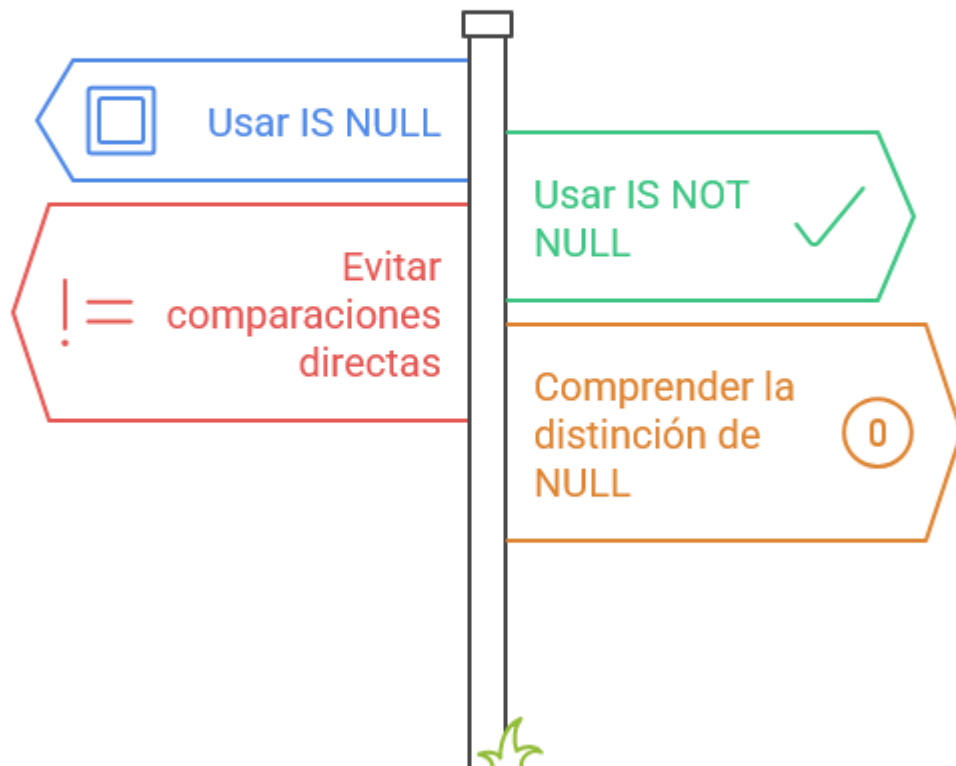 Usar IS NULL
Usar IS NOT
NULL
!= Evitar
comparaciones
directas
Comprender la
distinción de
NULL
0